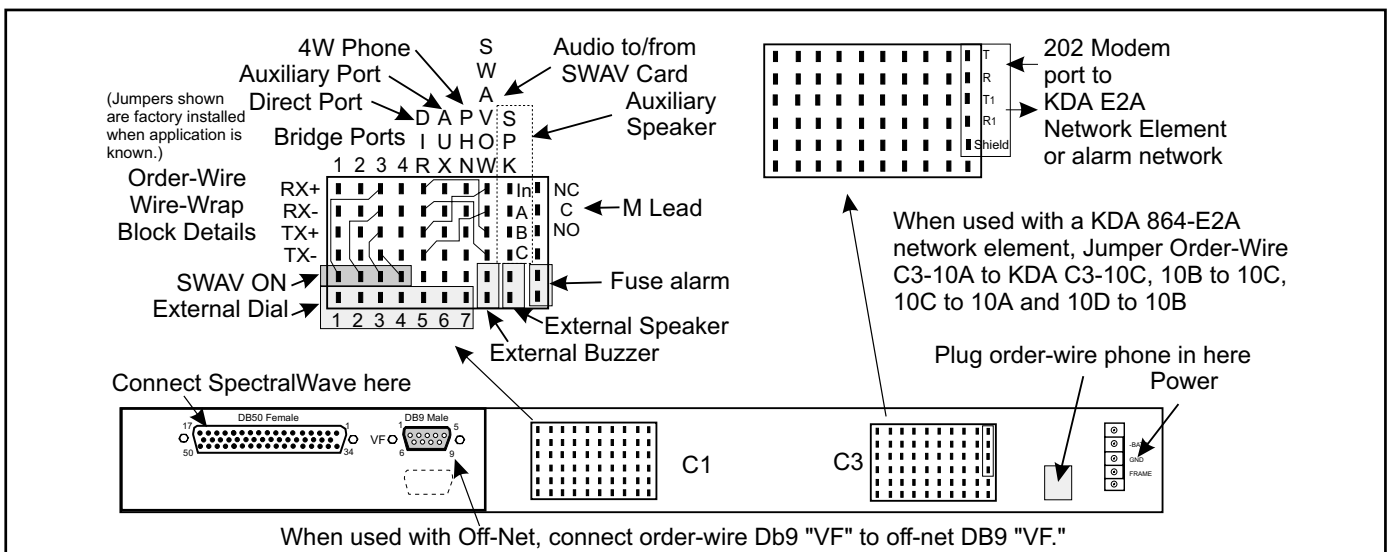 4W Phone
Auxiliary Port
Direct Port
Bridge Ports
(Jumpers shown
are factory installed
when application is
known.)
Order-Wire
Wire-Wrap
Block Details
SWAVOW
Audio to/from
SWAV Card
Auxiliary
Speaker
1 2 3 4 DIR AUX PHN SPK
RX+
RX-
TX+
TX-
In
A
B
C
NC
C
NO
M Lead
SWAV ON
External Dial
1 2 3 4 5 6 7
Fuse alarm
External Speaker
External Buzzer
T
R
T1
R1
Shield
202 Modem
port to
KDA E2A
Network Element
or alarm network
When used with a KDA 864-E2A
network element, Jumper Order-Wire
C3-10A to KDA C3-10C, 10B to 10C,
10C to 10A and 10D to 10B
Plug order-wire phone in here
Power
Connect SpectralWave here
DB50 Female
17 1
50 34
DB9 Male
VF
1 5
6 9
C1
C3
-BAT
GND
FRAME
When used with Off-Net, connect order-wire Db9 "VF" to off-net DB9 "VF."